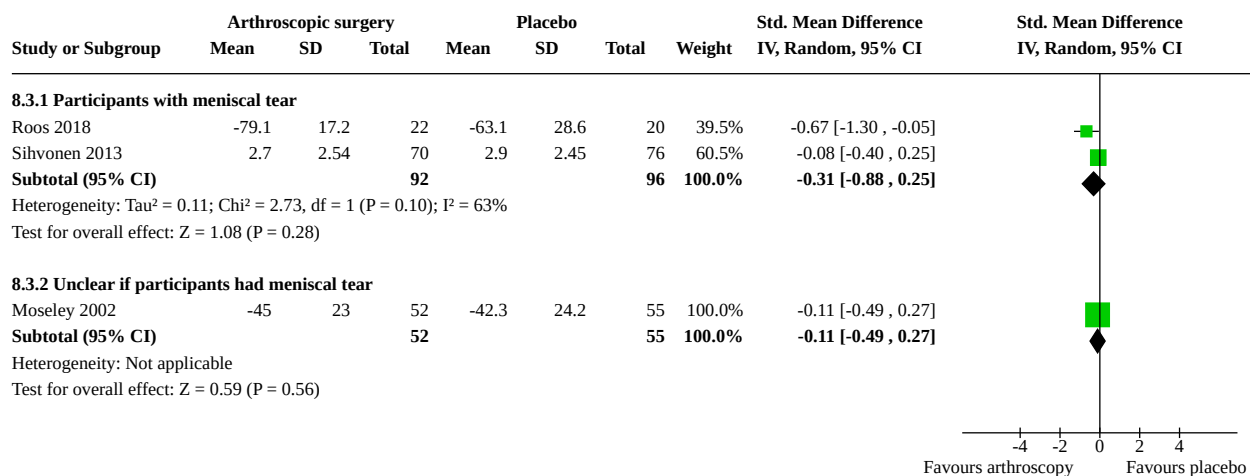 Arthroscopic surgery Placebo Std. Mean Difference Std. Mean Difference
Study or Subgroup Mean SD Total Mean SD Total Weight IV, Random, 95% CI IV, Random, 95% CI
8.3.1 Participants with meniscal tear
Roos 2018 -79.1 17.2 22 -63.1 28.6 20 39.5% -0.67 [-1.30 , -0.05]
Sihvonen 2013 2.7 2.54 70 2.9 2.45 76 60.5% -0.08 [-0.40 , 0.25]
Subtotal (95% CI) 92 96 100.0% -0.31 [-0.88 , 0.25]
Heterogeneity: Tau² = 0.11; Chi² = 2.73, df = 1 (P = 0.10); I² = 63%
Test for overall effect: Z = 1.08 (P = 0.28)
8.3.2 Unclear if participants had meniscal tear
Moseley 2002 -45 23 52 -42.3 24.2 55 100.0% -0.11 [-0.49 , 0.27]
Subtotal (95% CI) 52 55 100.0% -0.11 [-0.49 , 0.27]
Heterogeneity: Not applicable
Test for overall effect: Z = 0.59 (P = 0.56)
-4 -2 0 2 4
Favours arthroscopy Favours placebo